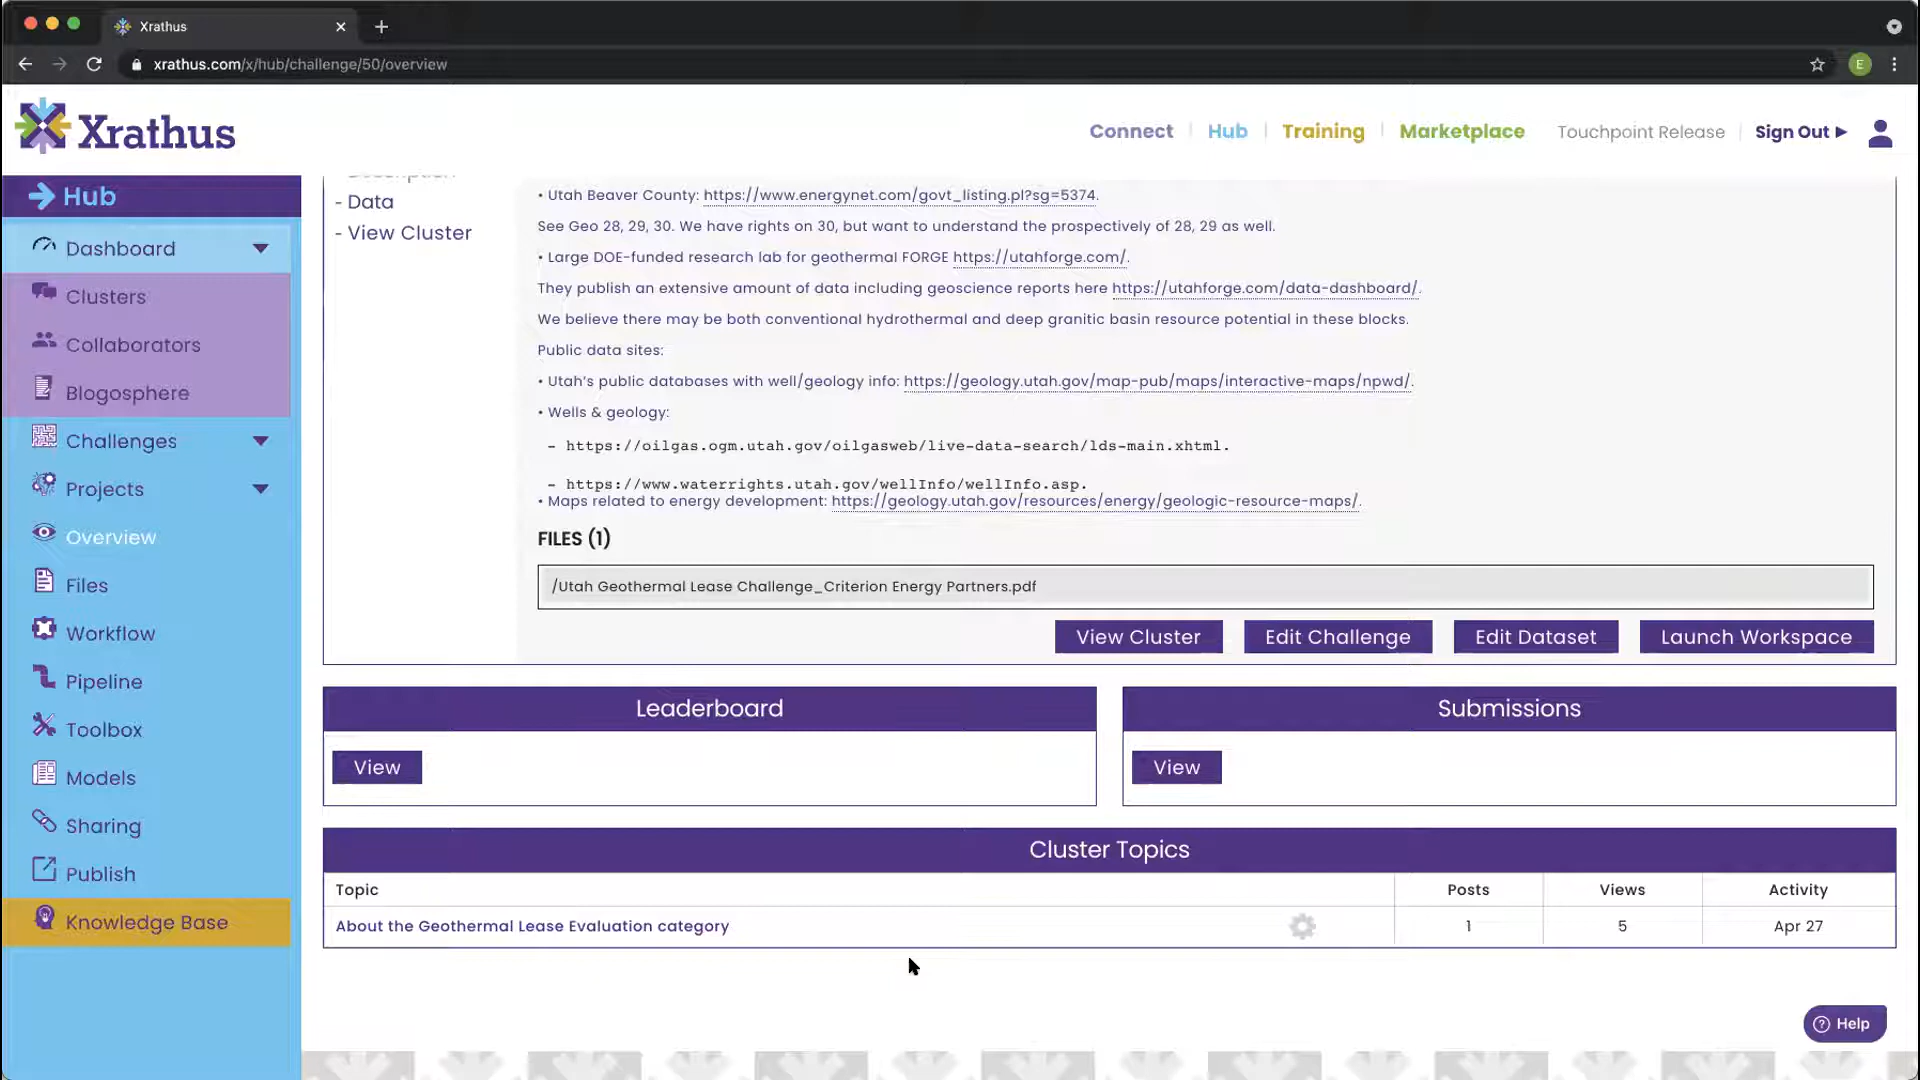 Xrathus
xrathus.com/x/hub/challenge/50/overview
E
Xrathus
Connect
Hub
Training
Marketplace
Touchpoint Release
Sign Out
Hub
Dashboard
Clusters
Collaborators
Blogosphere
Challenges
Projects
Overview
Files
Workflow
Pipeline
Toolbox
Models
Sharing
Publish
Knowledge Base
- Data
- View Cluster
• Utah Beaver County: https://www.energynet.com/govt_listing.pl?sg=5374.
See Geo 28, 29, 30. We have rights on 30, but want to understand the prospectively of 28, 29 as well.
• Large DOE-funded research lab for geothermal FORGE https://utahforge.com/.
They publish an extensive amount of data including geoscience reports here https://utahforge.com/data-dashboard/.
We believe there may be both conventional hydrothermal and deep granitic basin resource potential in these blocks.
Public data sites:
• Utah's public databases with well/geology info: https://geology.utah.gov/map-pub/maps/interactive-maps/npwd/.
• Wells & geology:
- https://oilgas.ogm.utah.gov/oilgasweb/live-data-search/lds-main.xhtml.
- https://www.waterrights.utah.gov/wellInfo/wellInfo.asp.
• Maps related to energy development: https://geology.utah.gov/resources/energy/geologic-resource-maps/.
FILES (1)
/Utah Geothermal Lease Challenge_Criterion Energy Partners.pdf
View Cluster
Edit Challenge
Edit Dataset
Launch Workspace
Leaderboard
View
Submissions
View
Cluster Topics
Topic Posts Views Activity
About the Geothermal Lease Evaluation category 1 5 Apr 27
Help